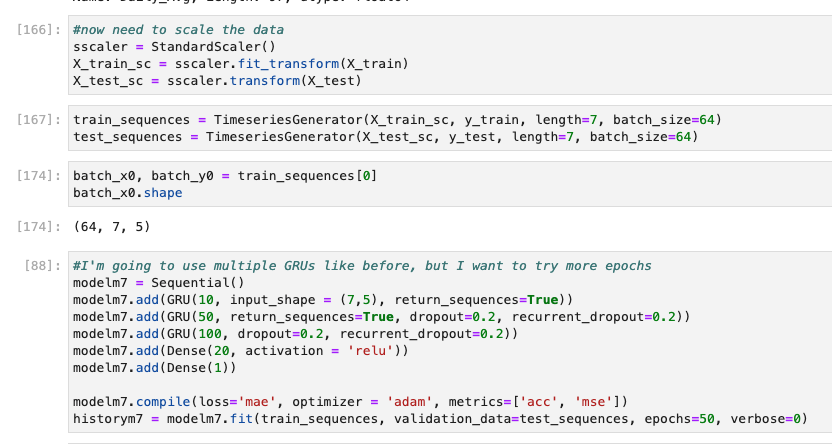 [166]: #now need to scale the data
sscaler = StandardScaler()
X_train_sc = sscaler.fit_transform(X_train)
X_test_sc = sscaler.transform(X_test)
[167]: train_sequences = TimeseriesGenerator(X_train_sc, y_train, length=7, batch_size=64)
test_sequences = TimeseriesGenerator(X_test_sc, y_test, length=7, batch_size=64)
[174]: batch_x0, batch_y0 = train_sequences[0]
batch_x0.shape
[174]: (64, 7, 5)
[88]: #I'm going to use multiple GRUs like before, but I want to try more epochs
modelm7 = Sequential()
modelm7.add(GRU(10, input_shape = (7,5), return_sequences=True))
modelm7.add(GRU(50, return_sequences=True, dropout=0.2, recurrent_dropout=0.2))
modelm7.add(GRU(100, dropout=0.2, recurrent_dropout=0.2))
modelm7.add(Dense(20, activation = 'relu'))
modelm7.add(Dense(1))
modelm7.compile(loss='mae', optimizer = 'adam', metrics=['acc', 'mse'])
historym7 = modelm7.fit(train_sequences, validation_data=test_sequences, epochs=50, verbose=0)